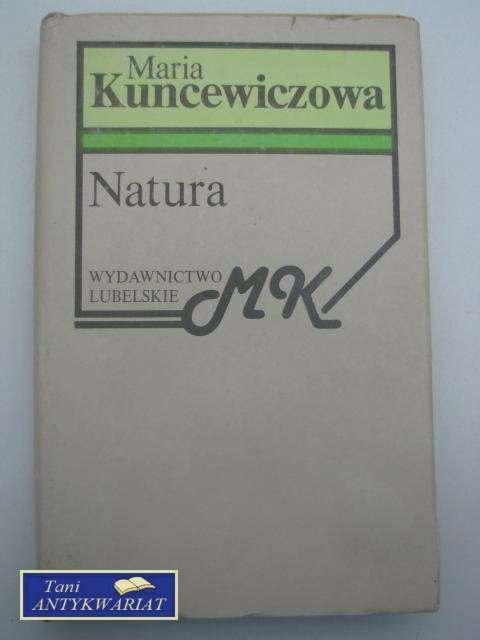 Maria
Kuncewiczowa
Natura
WYDAWNICTWO
LUBELSKIE
MK
Tani
ANTYKWARIAT